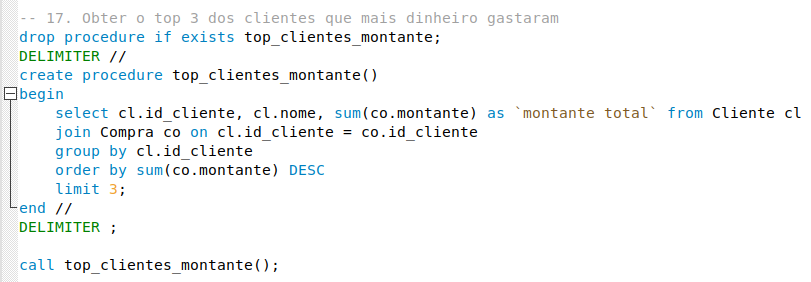 -- 17. Obter o top 3 dos clientes que mais dinheiro gastaram
drop procedure if exists top_clientes_montante;
DELIMITER //
create procedure top_clientes_montante()
begin
    select cl.id_cliente, cl.nome, sum(co.montante) as `montante total` from Cliente cl
    join Compra co on cl.id_cliente = co.id_cliente
    group by cl.id_cliente
    order by sum(co.montante) DESC
    limit 3;
end //
DELIMITER ;

call top_clientes_montante();